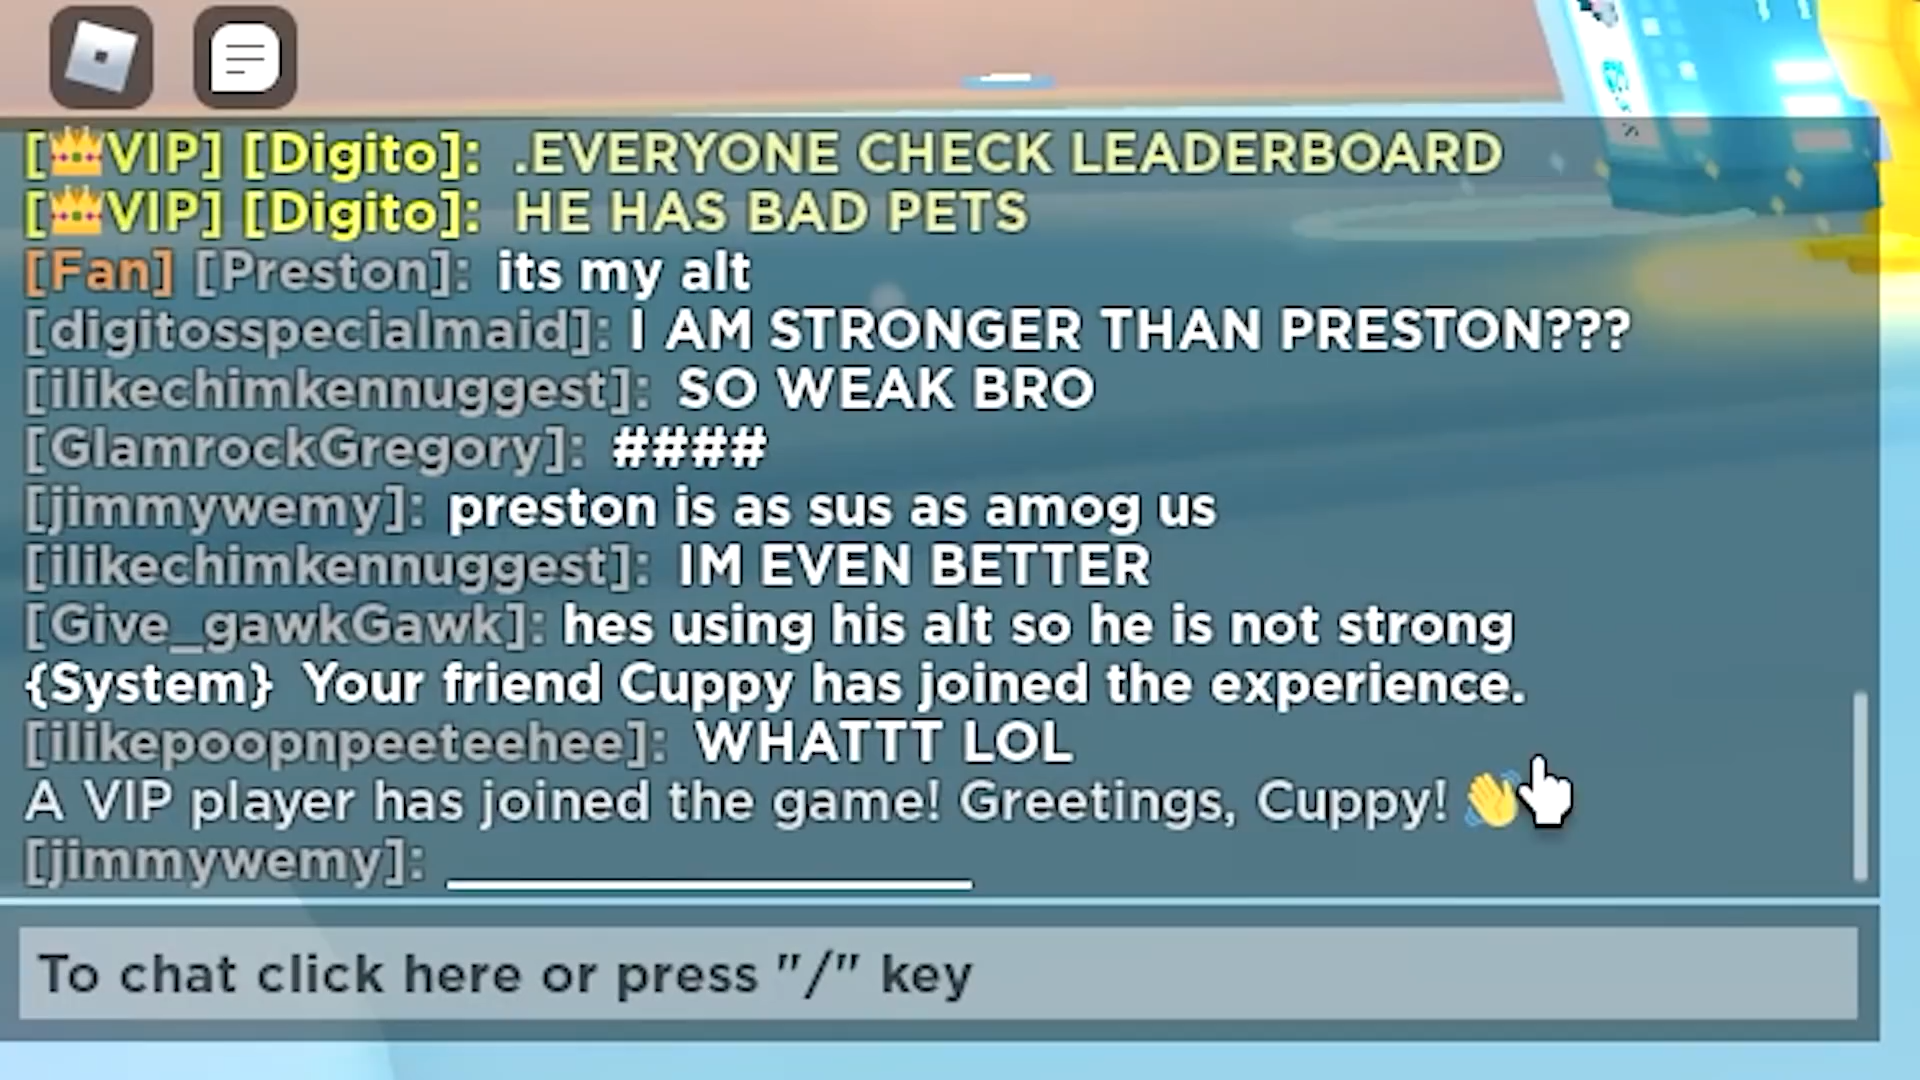 [👑VIP] [Digito]: .EVERYONE CHECK LEADERBOARD
[👑VIP] [Digito]: HE HAS BAD PETS
[Fan] [Preston]: its my alt
[digitosspecialmaid]: I AM STRONGER THAN PRESTON???
[ilikechimkennuggest]: SO WEAK BRO
[GlamrockGregory]: ####
[jimmywemy]: preston is as sus as amog us
[ilikechimkennuggest]: IM EVEN BETTER
[Give_gawkGawk]: hes using his alt so he is not strong
{System} Your friend Cuppy has joined the experience.
[ilikepoopnpeeteehee]: WHATTT LOL
A VIP player has joined the game! Greetings, Cuppy! 👋
[jimmywemy]: ____________________
To chat click here or press "/" key